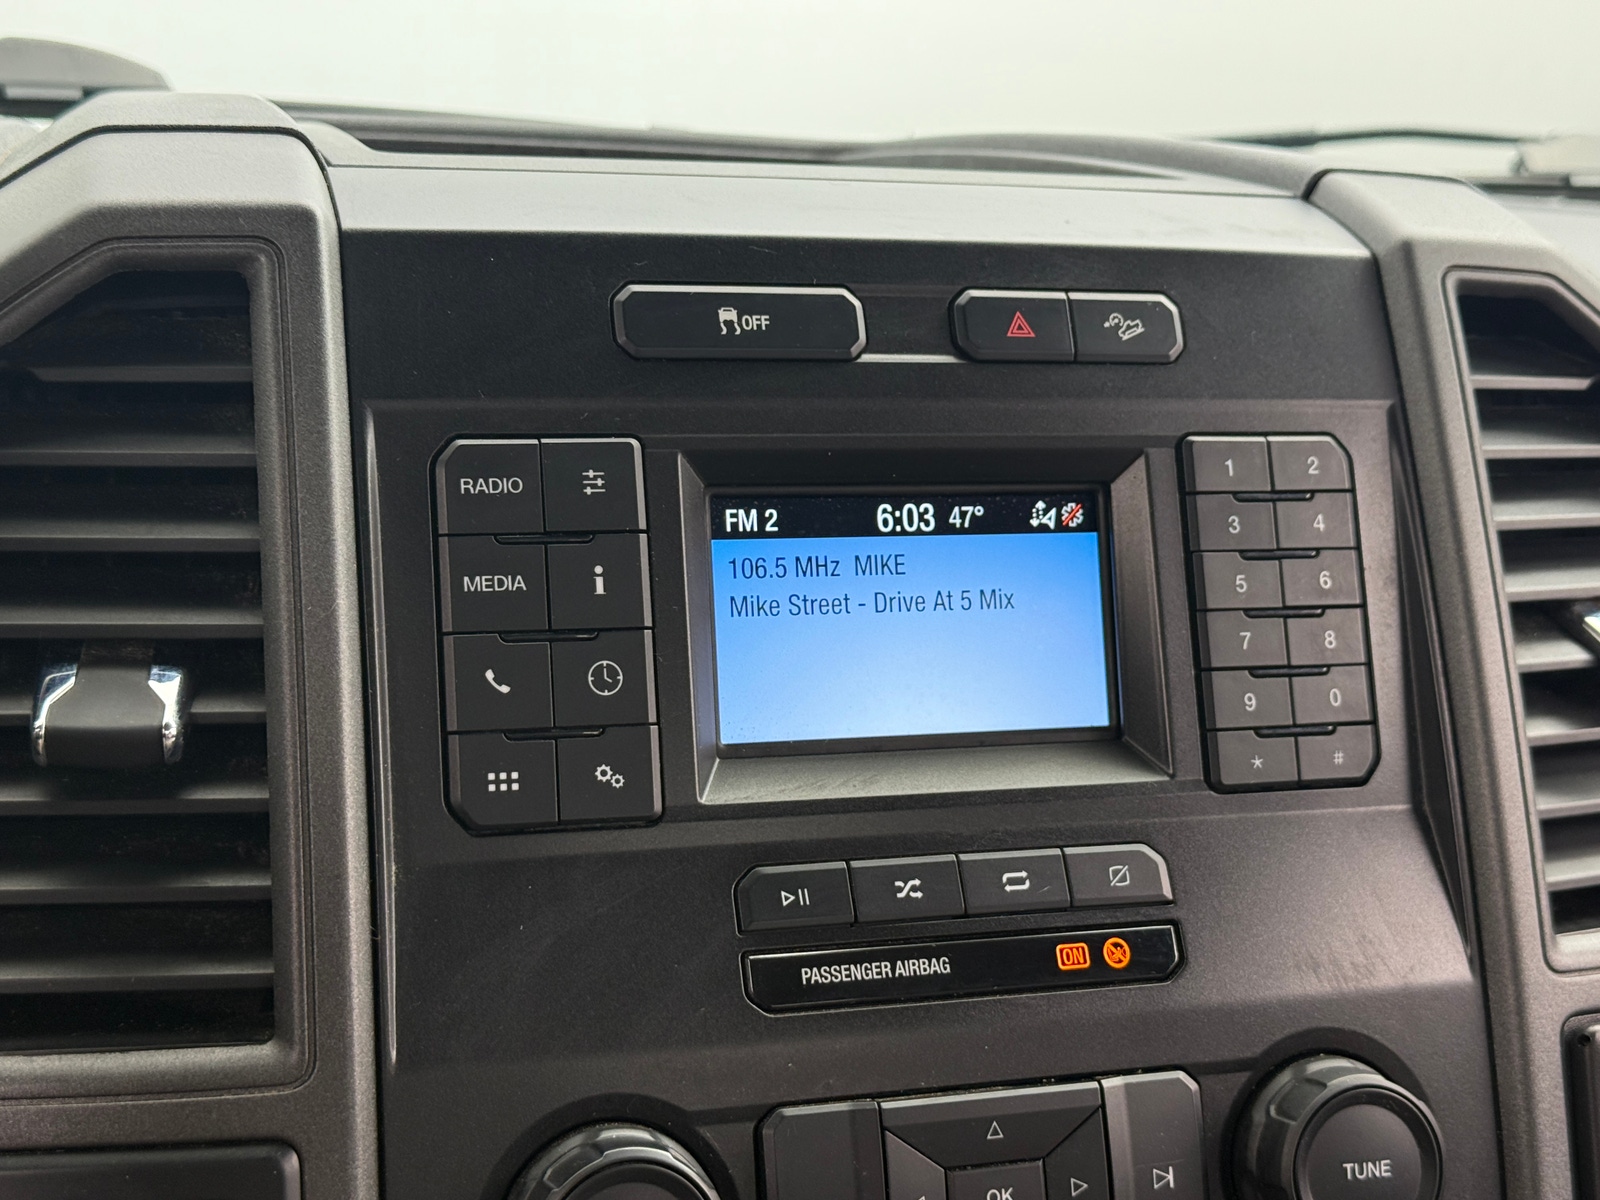 OFF
RADIO
MEDIA
FM 2 6:03 47°
106.5 MHz MIKE
Mike Street - Drive At 5 Mix
1 2
3 4
5 6
7 8
9 0
* #
PASSENGER AIRBAG ON
OK
TUNE